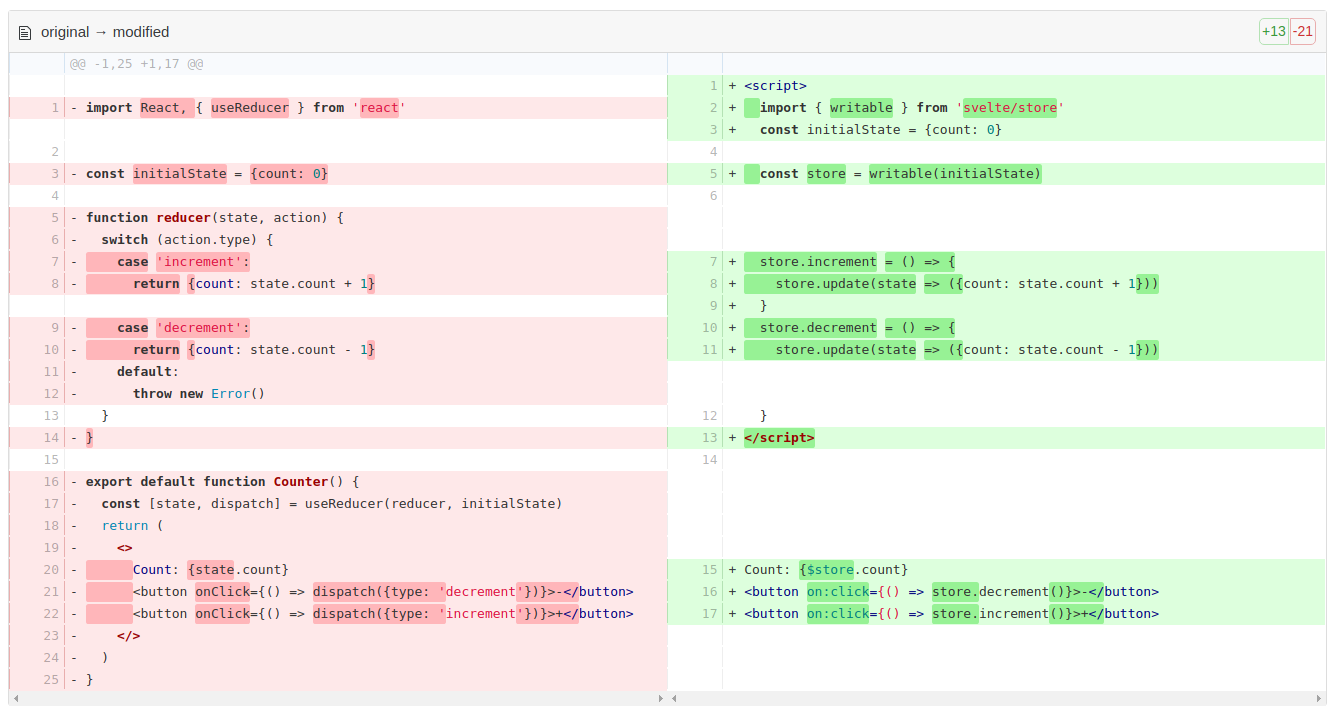 original → modified
+13 -21
@@ -1,25 +1,17 @@
1 - import React, { useReducer } from 'react'
2
3 - const initialState = {count: 0}
4
5 - function reducer(state, action) {
6 -   switch (action.type) {
7 -     case 'increment':
8 -       return {count: state.count + 1}
9 -     case 'decrement':
10 -       return {count: state.count - 1}
11 -     default:
12 -       throw new Error()
13   }
14 - }
15
16 - export default function Counter() {
17 -   const [state, dispatch] = useReducer(reducer, initialState)
18 -   return (
19 -     <>
20 -       Count: {state.count}
21 -       <button onClick={() => dispatch({type: 'decrement'})}>-</button>
22 -       <button onClick={() => dispatch({type: 'increment'})}>+</button>
23 -     </>
24 -   )
25 - }
1 + <script>
2 +   import { writable } from 'svelte/store'
3 +   const initialState = {count: 0}
4
5 +   const store = writable(initialState)
6
7 +   store.increment = () => {
8 +     store.update(state => ({count: state.count + 1}))
9 +   }
10 +   store.decrement = () => {
11 +     store.update(state => ({count: state.count - 1}))
12   }
13 + </script>
14
15 + Count: {$store.count}
16 + <button on:click={() => store.decrement()}>-</button>
17 + <button on:click={() => store.increment()}>+</button>